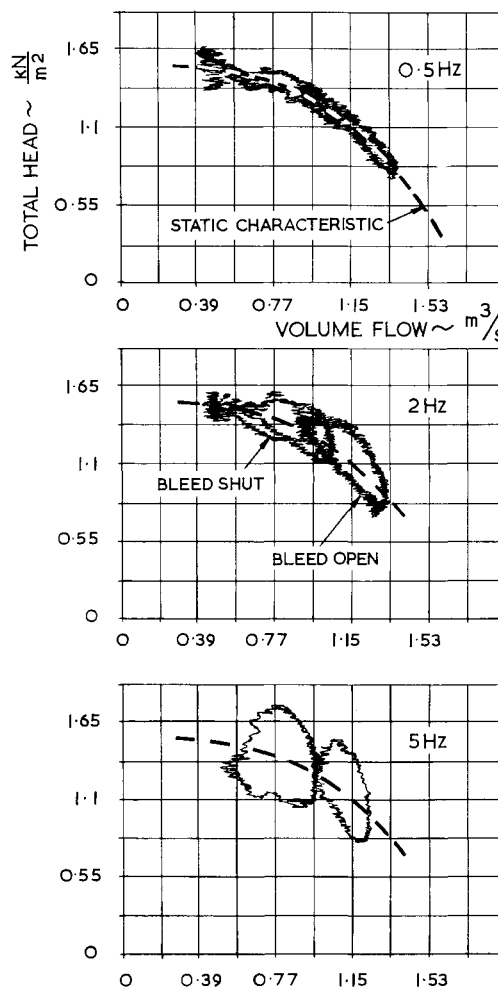 TOTAL HEAD ~ kN/m2
1·65
0·5HZ
1·1
0·55
STATIC CHARACTERISTIC
0
0 0·39 0·77 1·15 1·53
VOLUME FLOW ~ m3/s
1·65
2HZ
1·1
BLEED SHUT
0·55
BLEED OPEN
0
0 0·39 0·77 1·15 1·53
1·65
5HZ
1·1
0·55
0
0 0·39 0·77 1·15 1·53